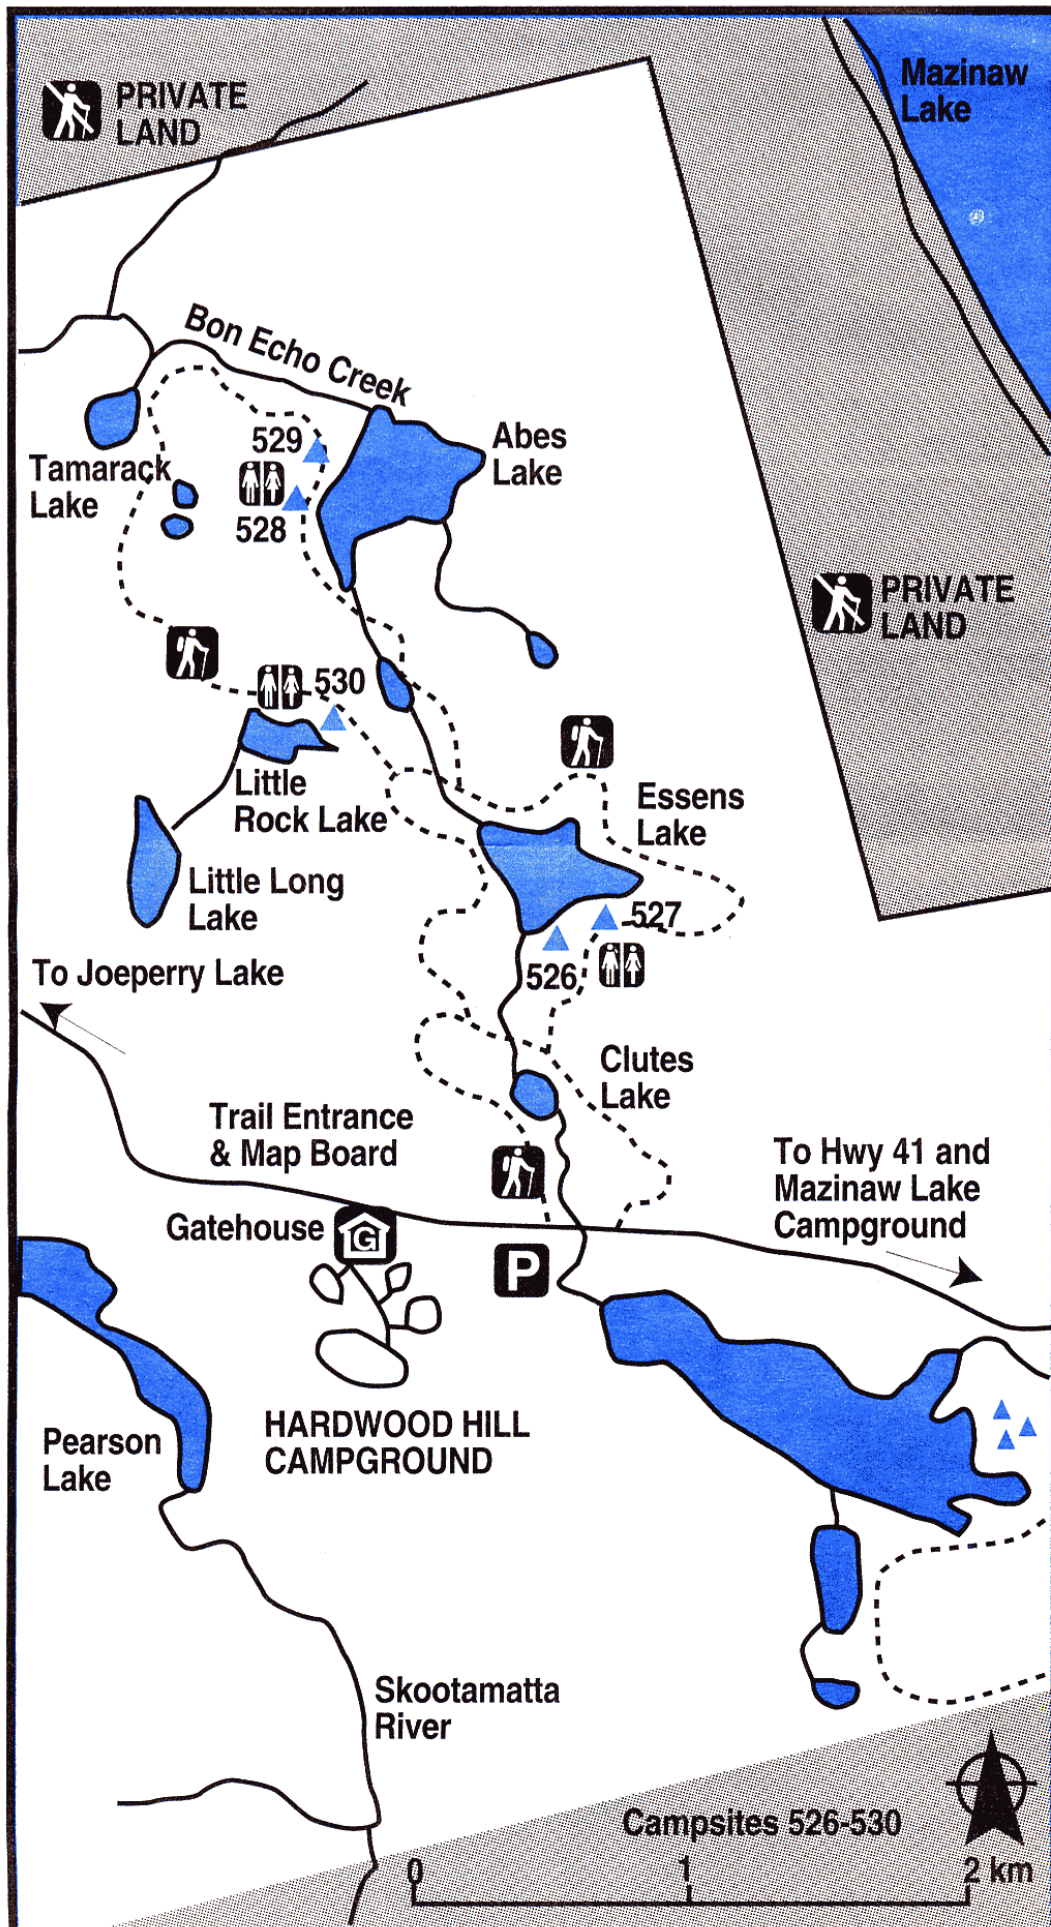 PRIVATE
LAND
Mazinaw
Lake
Bon Echo Creek
529
Abes
Lake
Tamarack
Lake
528
PRIVATE
LAND
530
Little
Rock Lake
Essens
Lake
Little Long
Lake
527
526
To Joeperry Lake
Clutes
Lake
Trail Entrance
& Map Board
To Hwy 41 and
Mazinaw Lake
Campground
Gatehouse
G
P
HARDWOOD HILL
CAMPGROUND
Pearson
Lake
Skootamatta
River
Campsites 526-530
0 1 2 km